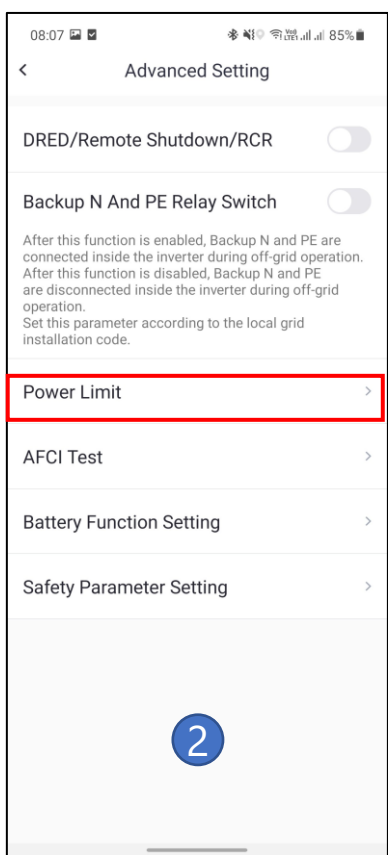 08:07 85%
Advanced Setting
DRED/Remote Shutdown/RCR
Backup N And PE Relay Switch
After this function is enabled, Backup N and PE are
connected inside the inverter during off-grid operation.
After this function is disabled, Backup N and PE
are disconnected inside the inverter during off-grid
operation.
Set this parameter according to the local grid
installation code.
Power Limit
AFCI Test
Battery Function Setting
Safety Parameter Setting
2